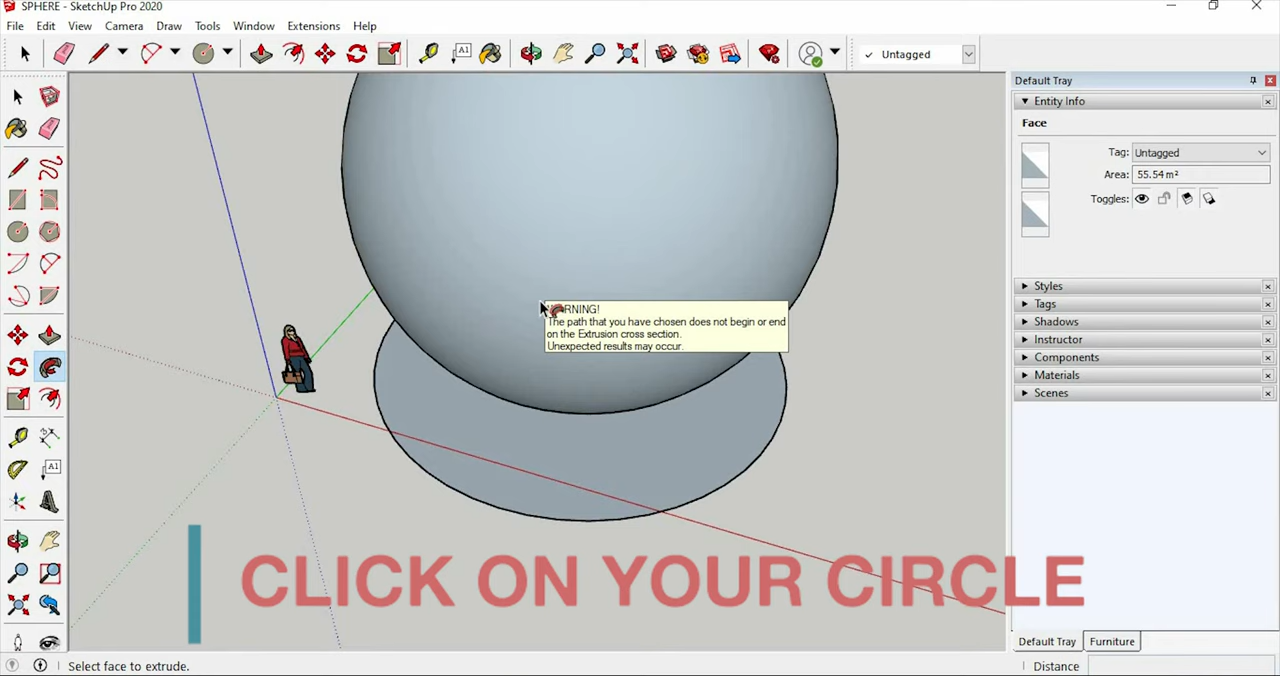 SPHERE - SketchUp Pro 2020
File Edit View Camera Draw Tools Window Extensions Help
A1
Untagged
Default Tray
Entity Info
Face
Tag: Untagged
Area: 55.54 m²
Toggles:
WARNING!
The path that you have chosen does not begin or end
on the Extrusion cross section.
Unexpected results may occur.
Styles
Tags
Shadows
Instructor
Components
Materials
Scenes
A1
CLICK ON YOUR CIRCLE
Default Tray Furniture
Select face to extrude.
Distance